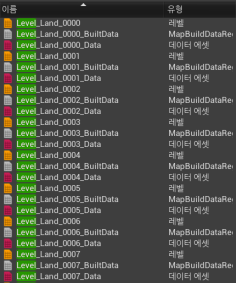 이름 유형
Level_Land_0000 레벨
Level_Land_0000_BuiltData MapBuildDataRe
Level_Land_0000_Data 데이터 에셋
Level_Land_0001 레벨
Level_Land_0001_BuiltData MapBuildDataRe
Level_Land_0001_Data 데이터 에셋
Level_Land_0002 레벨
Level_Land_0002_BuiltData MapBuildDataRe
Level_Land_0002_Data 데이터 에셋
Level_Land_0003 레벨
Level_Land_0003_BuiltData MapBuildDataRe
Level_Land_0003_Data 데이터 에셋
Level_Land_0004 레벨
Level_Land_0004_BuiltData MapBuildDataRe
Level_Land_0004_Data 데이터 에셋
Level_Land_0005 레벨
Level_Land_0005_BuiltData MapBuildDataRe
Level_Land_0005_Data 데이터 에셋
Level_Land_0006 레벨
Level_Land_0006_BuiltData MapBuildDataRe
Level_Land_0006_Data 데이터 에셋
Level_Land_0007 레벨
Level_Land_0007_BuiltData MapBuildDataRe
Level_Land_0007_Data 데이터 에셋